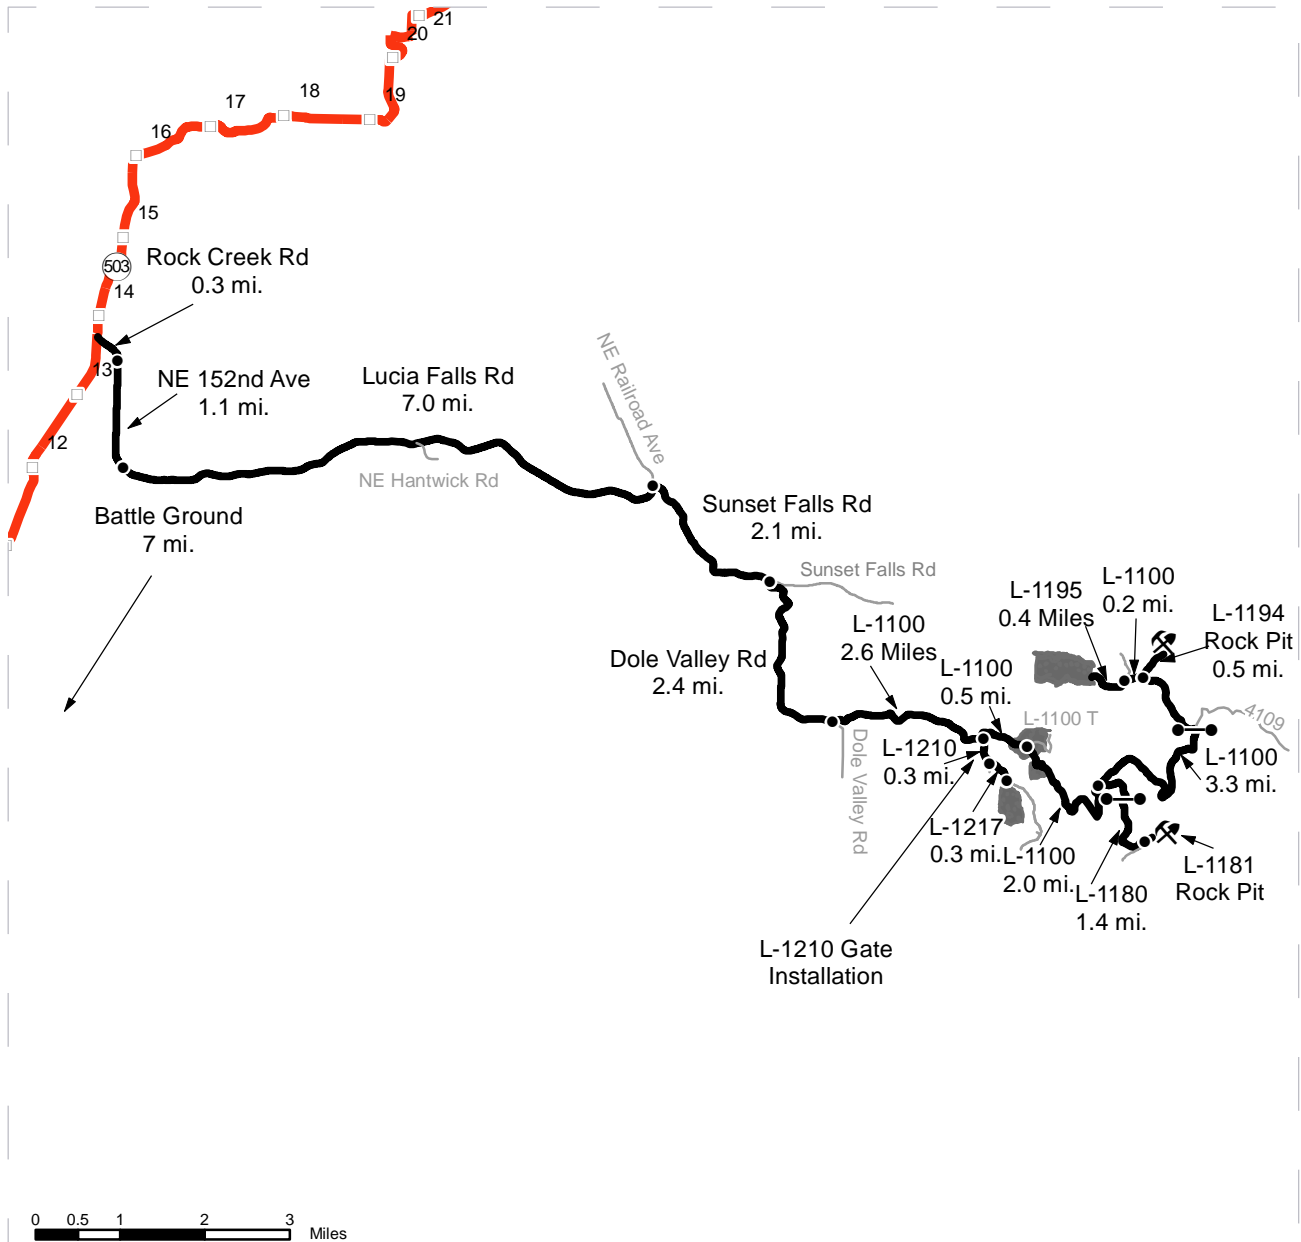 21
20
19
18
17
16
15
503
14
13
12
Rock Creek Rd
0.3 mi.
NE 152nd Ave
1.1 mi.
Lucia Falls Rd
7.0 mi.
NE Railroad Ave
NE Hantwick Rd
Battle Ground
7 mi.
Sunset Falls Rd
2.1 mi.
Sunset Falls Rd
Dole Valley Rd
2.4 mi.
L-1100
2.6 Miles
L-1100
0.5 mi.
L-1195
0.4 Miles
L-1100
0.2 mi.
L-1194
Rock Pit
0.5 mi.
L-1100 T
4109
L-1100
3.3 mi.
Dole Valley Rd
L-1210
0.3 mi.
L-1217
0.3 mi.
L-1100
2.0 mi.
L-1180
1.4 mi.
L-1181
Rock Pit
L-1210 Gate
Installation
0 0.5 1 2 3
Miles